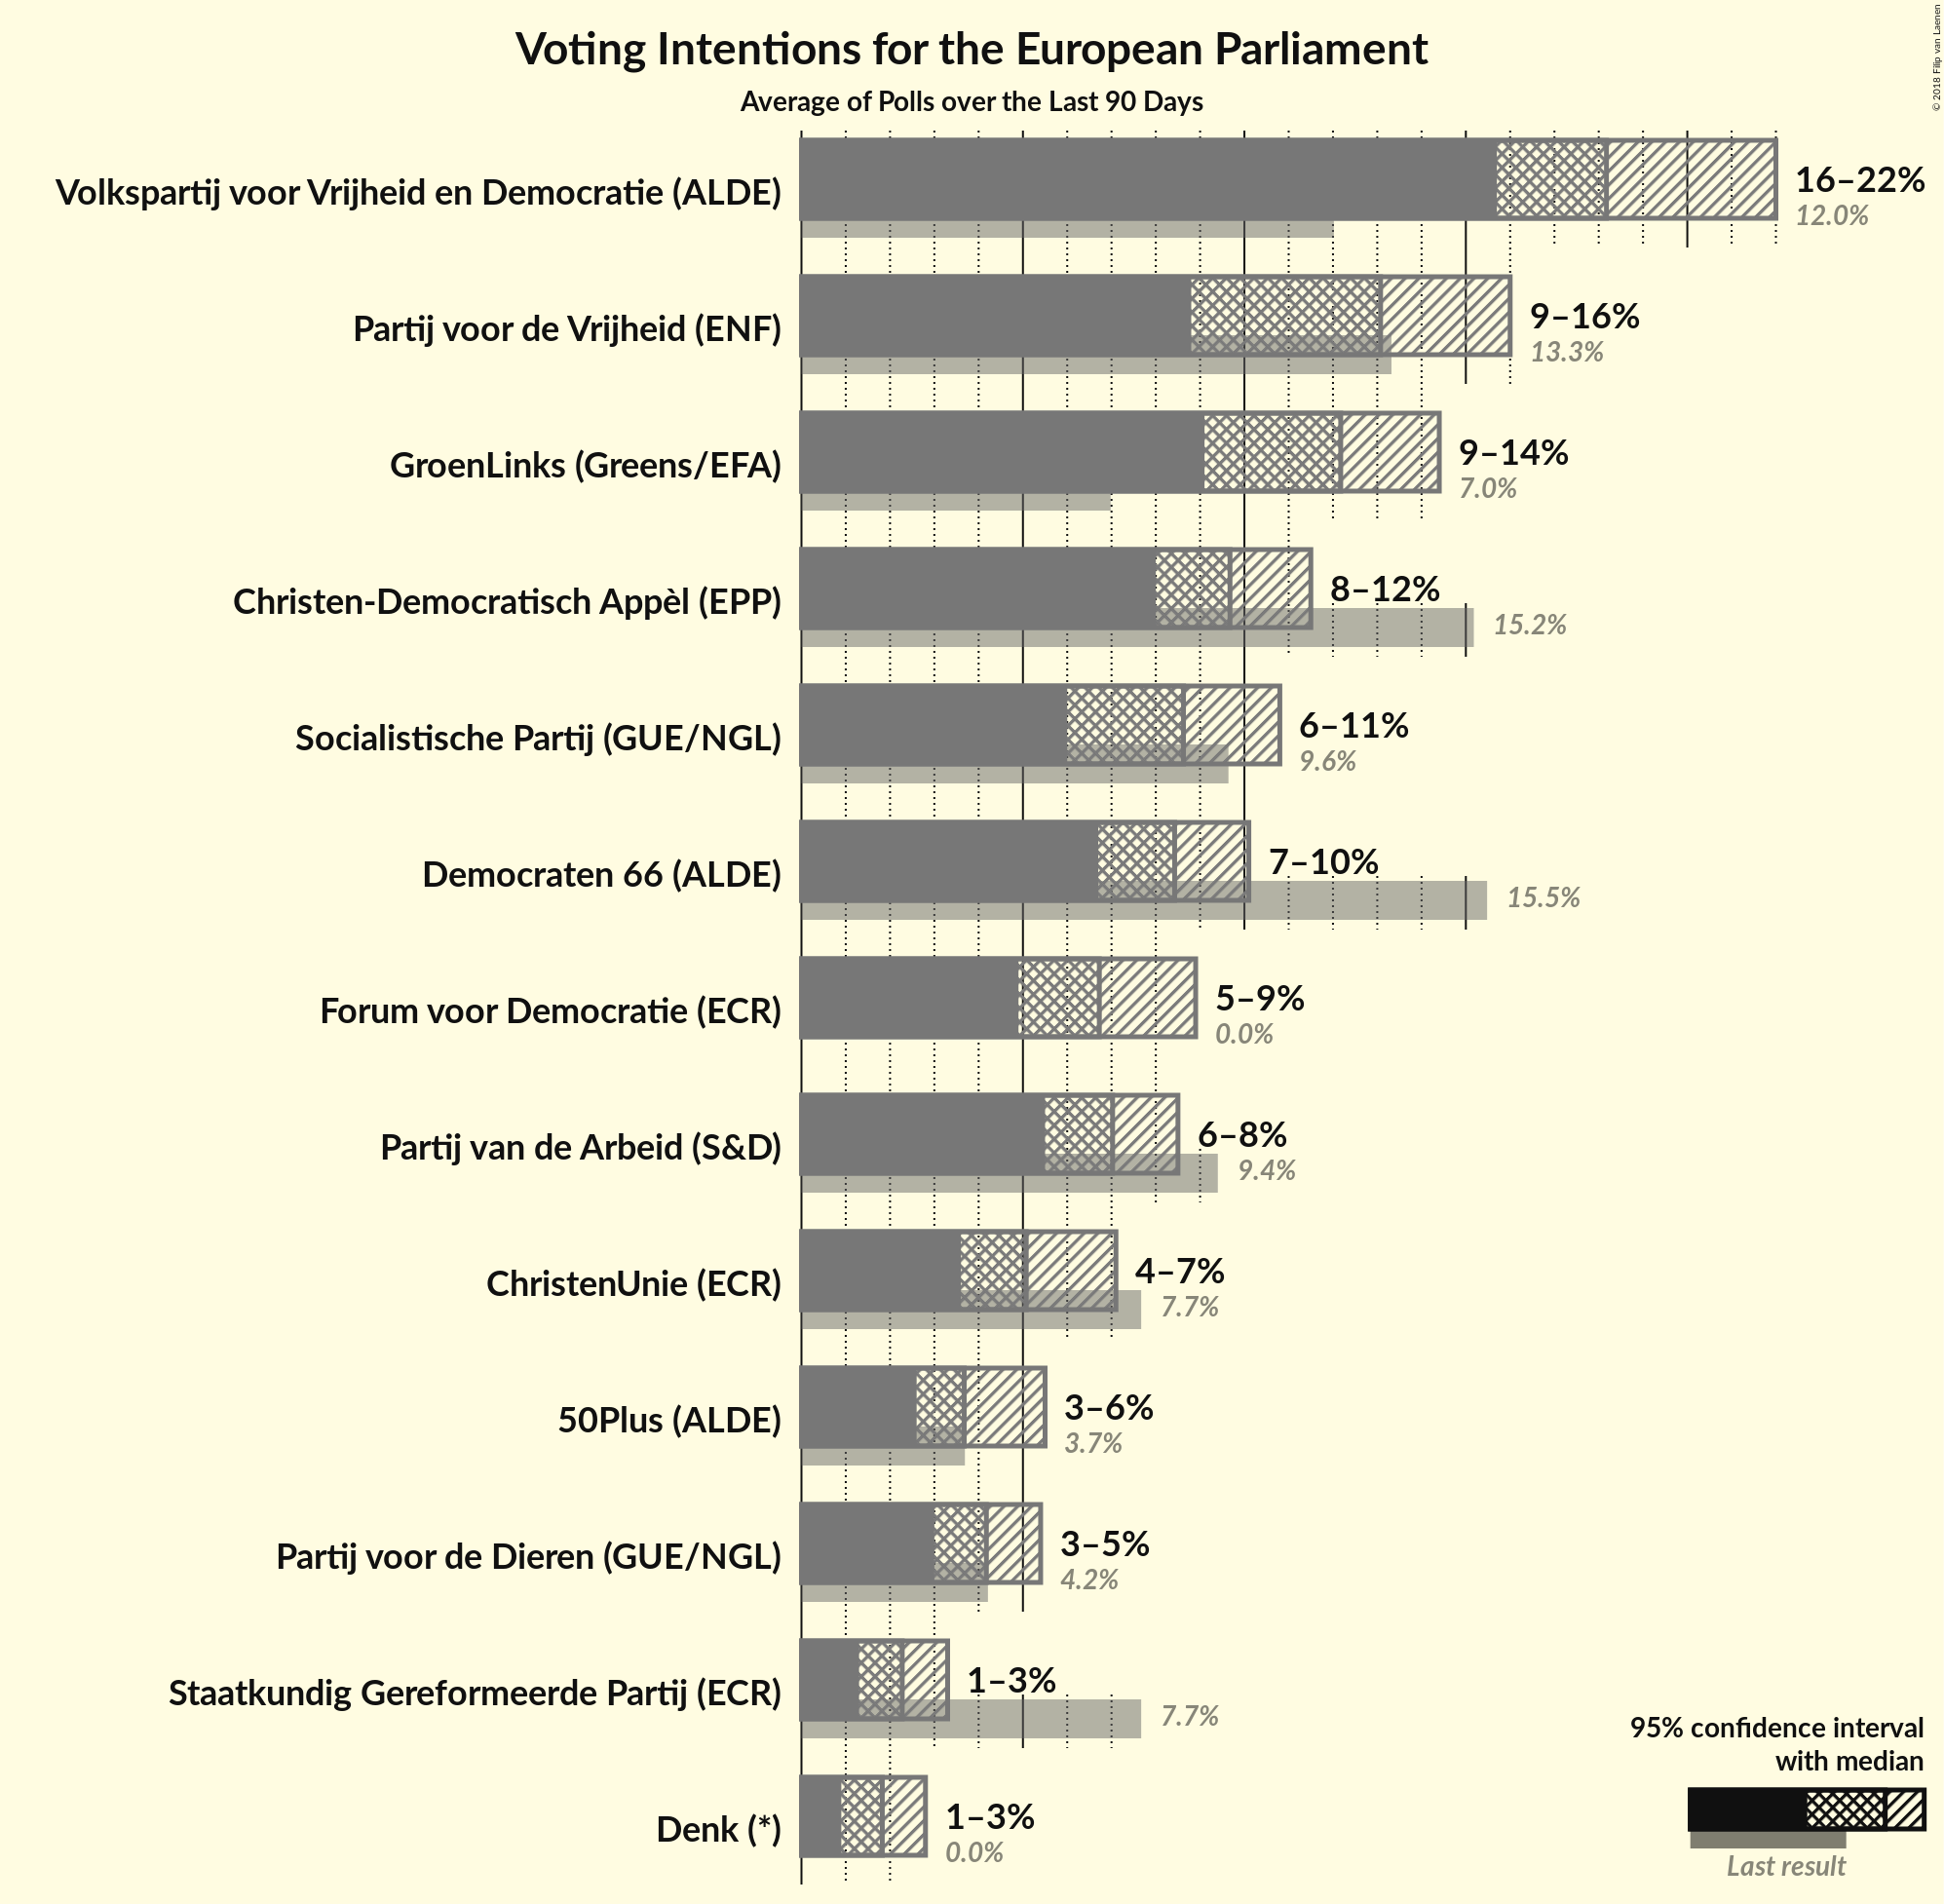 Voting Intentions for the European Parliament
Average of Polls over the Last 90 Days
© 2018 Filip van Laenen
Volkspartij voor Vrijheid en Democratie (ALDE)
16–22%
12.0%
Partij voor de Vrijheid (ENF)
9–16%
13.3%
GroenLinks (Greens/EFA)
9–14%
7.0%
Christen-Democratisch Appèl (EPP)
8–12%
15.2%
Socialistische Partij (GUE/NGL)
6–11%
9.6%
Democraten 66 (ALDE)
7–10%
15.5%
Forum voor Democratie (ECR)
5–9%
0.0%
Partij van de Arbeid (S&D)
6–8%
9.4%
ChristenUnie (ECR)
4–7%
7.7%
50Plus (ALDE)
3–6%
3.7%
Partij voor de Dieren (GUE/NGL)
3–5%
4.2%
Staatkundig Gereformeerde Partij (ECR)
1–3%
7.7%
Denk (*)
1–3%
0.0%
95% confidence interval
with median
Last result